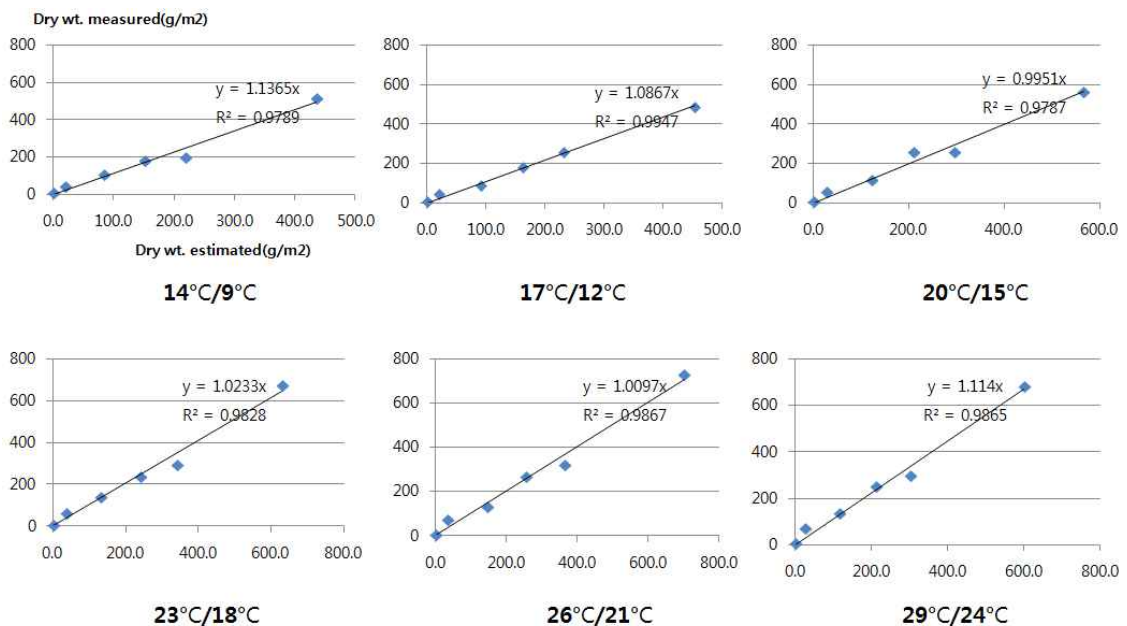 Dry wt. measured(g/m2)
800
600
400
200
0
y = 1.1365x
R² = 0.9789
0.0 100.0 200.0 300.0 400.0 500.0
Dry wt. estimated(g/m2)
14°C/9°C
800
600
400
200
0
y = 1.0867x
R² = 0.9947
0.0 100.0 200.0 300.0 400.0 500.0
17°C/12°C
800
600
400
200
0
y = 0.9951x
R² = 0.9787
0.0 200.0 400.0 600.0
20°C/15°C
800
600
400
200
0
y = 1.0233x
R² = 0.9828
0.0 200.0 400.0 600.0 800.0
23°C/18°C
800
600
400
200
0
y = 1.0097x
R² = 0.9867
0.0 200.0 400.0 600.0 800.0
26°C/21°C
800
600
400
200
0
y = 1.114x
R² = 0.9865
0.0 200.0 400.0 600.0 800.0
29°C/24°C